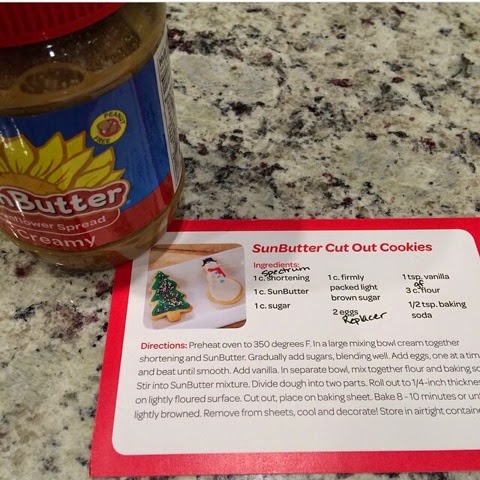 PEANUT
FREE
nButter
nflower Spread
Creamy
SunButter Cut Out Cookies
Ingredients:
spectrum
1 c. shortening
1 c. SunButter
1 c. sugar
1 c. firmly
packed light
brown sugar
2 eggs
Replacer
1 tsp. vanilla
gf
3 c. flour
1/2 tsp. baking
soda
Directions: Preheat oven to 350 degrees F. In a large mixing bowl cream together
shortening and SunButter. Gradually add sugars, blending well. Add eggs, one at a tim
and beat until smooth. Add vanilla. In separate bowl, mix together flour and baking so
Stir into SunButter mixture. Divide dough into two parts. Roll out to 1/4-inch thicknes
on lightly floured surface. Cut out, place on baking sheet. Bake 8 - 10 minutes or un
lightly browned. Remove from sheets, cool and decorate! Store in airtight containe